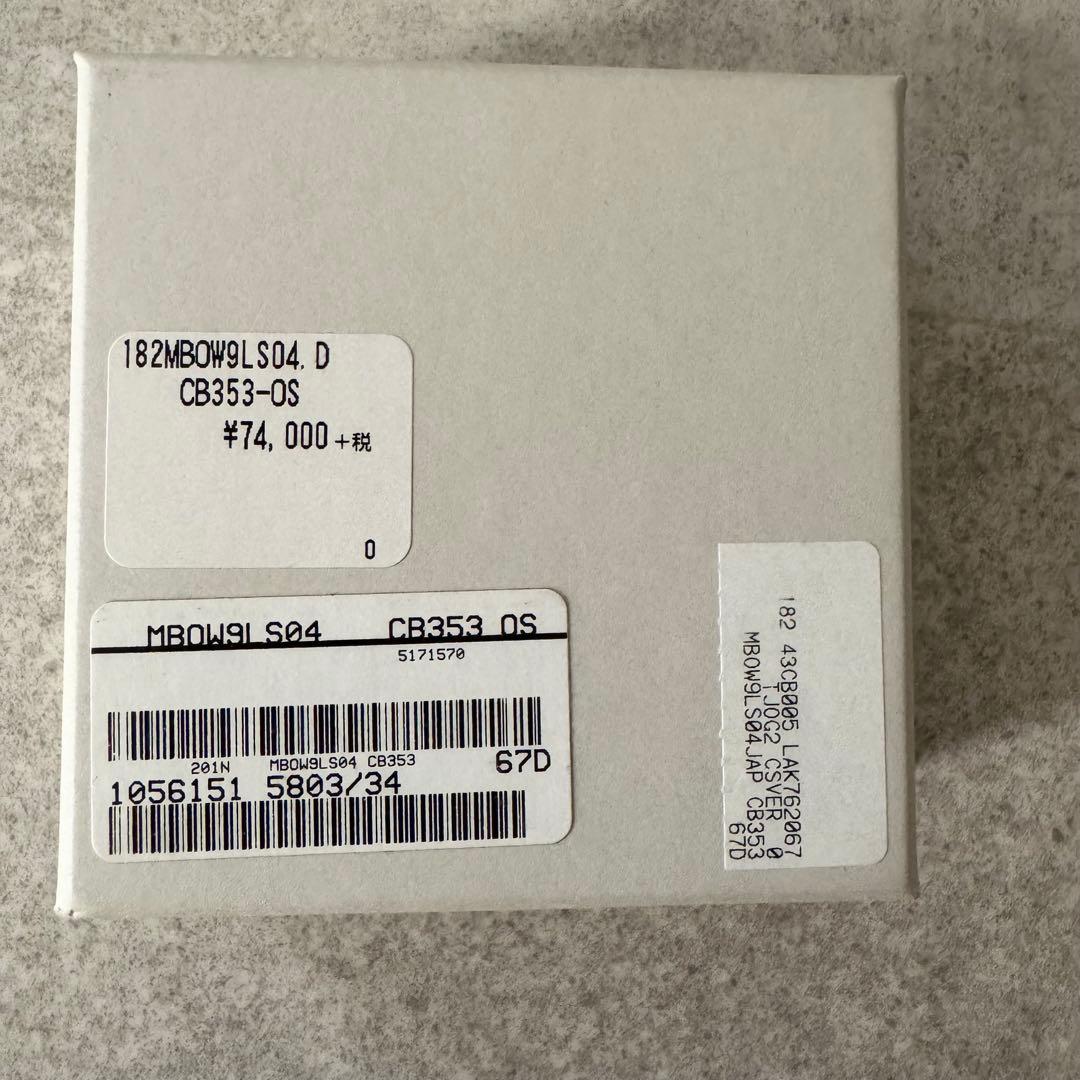 182MBOW9LS04. D
CB353-OS
¥74,000+税
0
MBOW9LS04 CB353 OS
5171570
201N MBOW9LS04 CB353 67D
1056151 5803/34
182 43CB005 LAK762067
TJOG2 CSVER 0
MBOW9LS04JAP CB353
67D